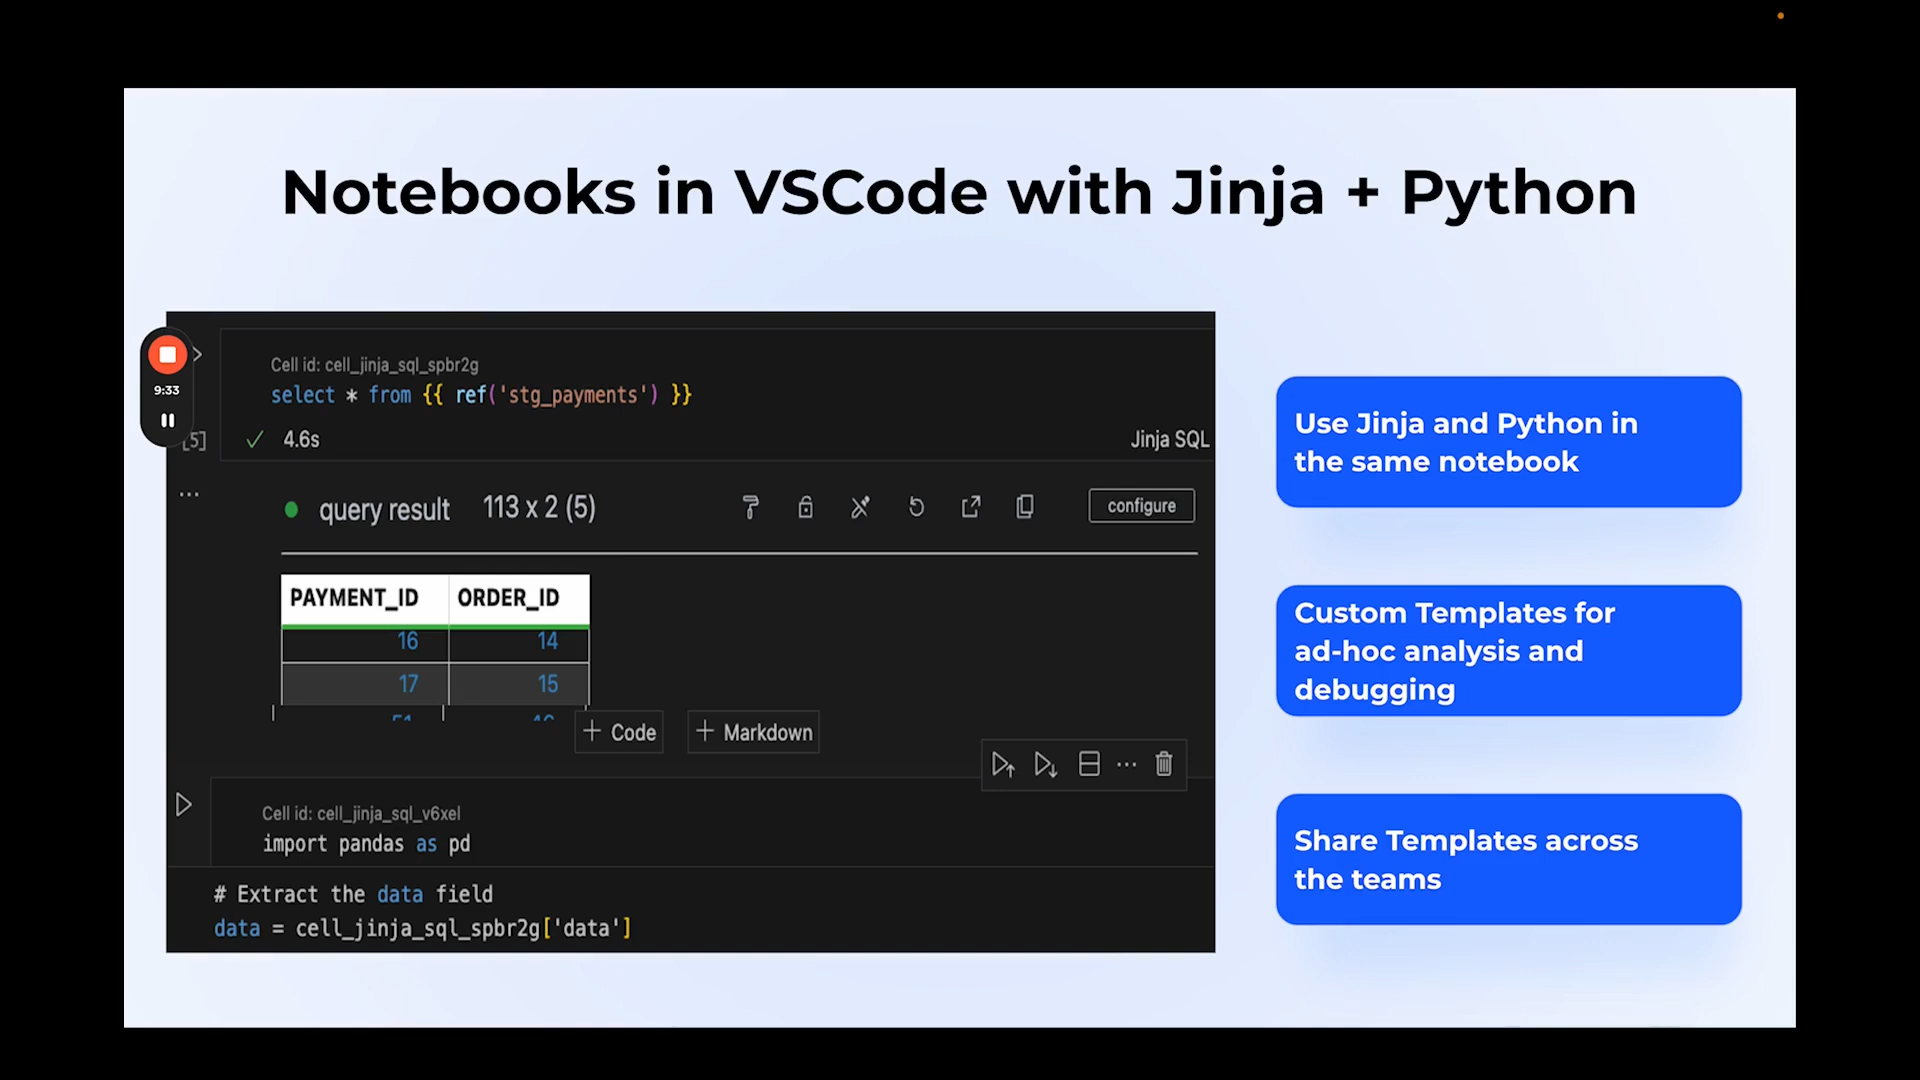 Notebooks in VSCode with Jinja + Python
9:33
Cell id: cell_jinja_sql_spbr2g
select * from {{ ref('stg_payments') }}
[5]
4.6s
Jinja SQL
...
query result 113 x 2 (5)
configure
PAYMENT_ID ORDER_ID
16 14
17 15
+ Code + Markdown
Cell id: cell_jinja_sql_v6xel
import pandas as pd
# Extract the data field
data = cell_jinja_sql_spbr2g['data']
Use Jinja and Python in
the same notebook
Custom Templates for
ad-hoc analysis and
debugging
Share Templates across
the teams